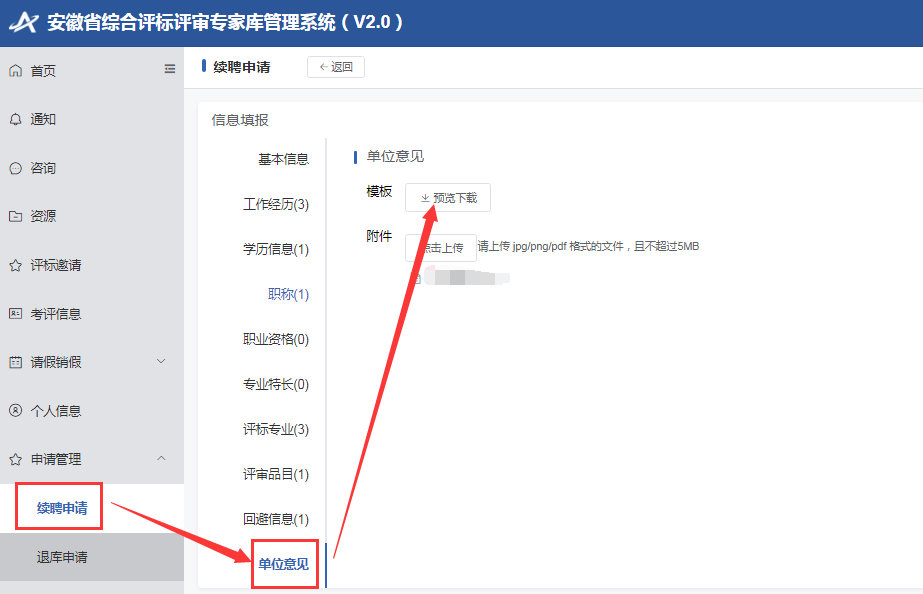 安徽省综合评标评审专家库管理系统（V2.0）
首页
通知
咨询
资源
评标邀请
考评信息
请假销假
个人信息
申请管理
续聘申请
退库申请
续聘申请
返回
信息填报
基本信息
工作经历(3)
学历信息(1)
职称(1)
职业资格(0)
专业特长(0)
评标专业(3)
评审品目(1)
回避信息(1)
单位意见
单位意见
模板
预览下载
附件
击上传
请上传 jpg/png/pdf 格式的文件，且不超过5MB